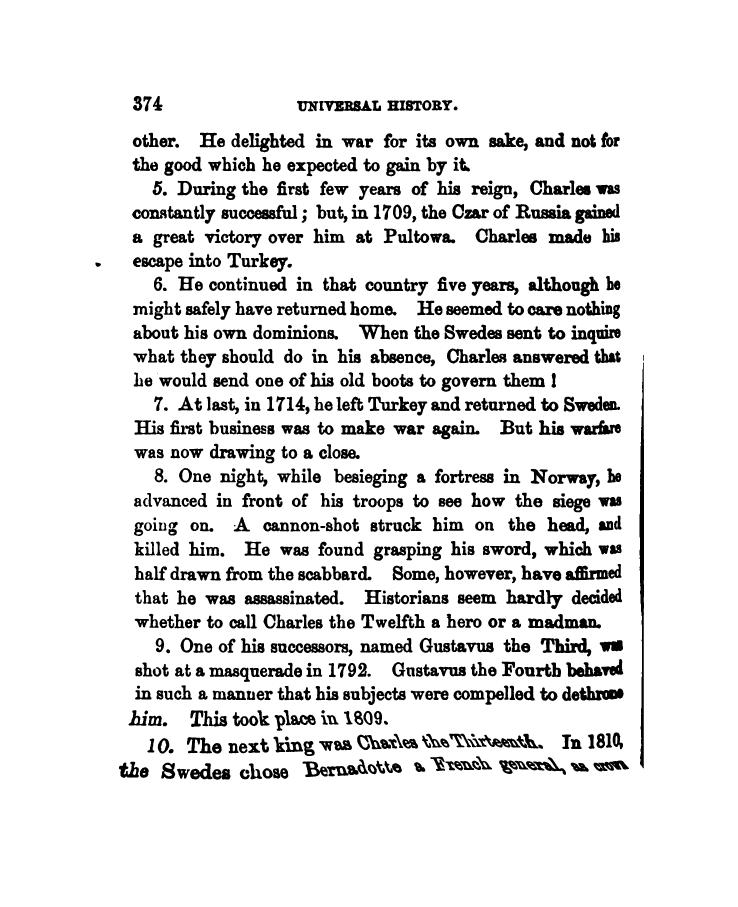 374 UNIVERSAL HISTORY.
other. He delighted in war for its own sake, and not for
the good which he expected to gain by it.
5. During the first few years of his reign, Charles was
constantly successful; but, in 1709, the Czar of Russia gained
a great victory over him at Pultowa. Charles made his
escape into Turkey.
6. He continued in that country five years, although he
might safely have returned home. He seemed to care nothing
about his own dominions. When the Swedes sent to inquire
what they should do in his absence, Charles answered that
he would send one of his old boots to govern them!
7. At last, in 1714, he left Turkey and returned to Sweden.
His first business was to make war again. But his warfare
was now drawing to a close.
8. One night, while besieging a fortress in Norway, he
advanced in front of his troops to see how the siege was
going on. A cannon-shot struck him on the head, and
killed him. He was found grasping his sword, which was
half drawn from the scabbard. Some, however, have affirmed
that he was assassinated. Historians seem hardly decided
whether to call Charles the Twelfth a hero or a madman.
9. One of his successors, named Gustavus the Third, was
shot at a masquerade in 1792. Gustavus the Fourth behaved
in such a manner that his subjects were compelled to dethrone
him. This took place in 1809.
10. The next king was Charles the Thirteenth. In 1810,
the Swedes chose Bernadotte a French general, as crown